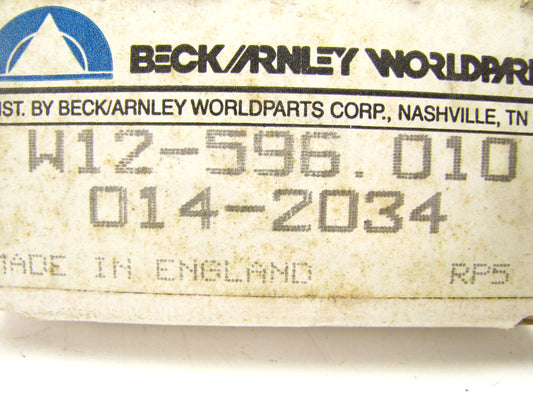 BECK/ARNLEY WORLDPAR
IST. BY BECK/ARNLEY WORLDPARTS CORP., NASHVILLE, TN
W12-596.010
014-2034
MADE IN ENGLAND RP5